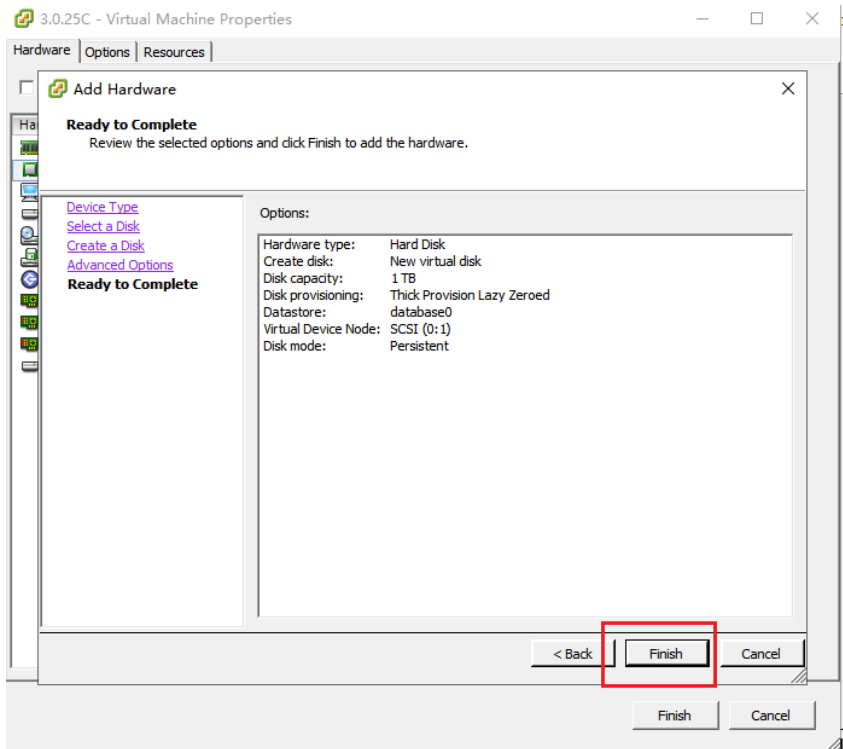 3.0.25C - Virtual Machine Properties
Hardware Options Resources
Add Hardware
Ready to Complete
Review the selected options and click Finish to add the hardware.
Device Type
Select a Disk
Create a Disk
Advanced Options
Ready to Complete
Options:
Hardware type: Hard Disk
Create disk: New virtual disk
Disk capacity: 1 TB
Disk provisioning: Thick Provision Lazy Zeroed
Datastore: database0
Virtual Device Node: SCSI (0:1)
Disk mode: Persistent
< Back Finish Cancel
Finish Cancel